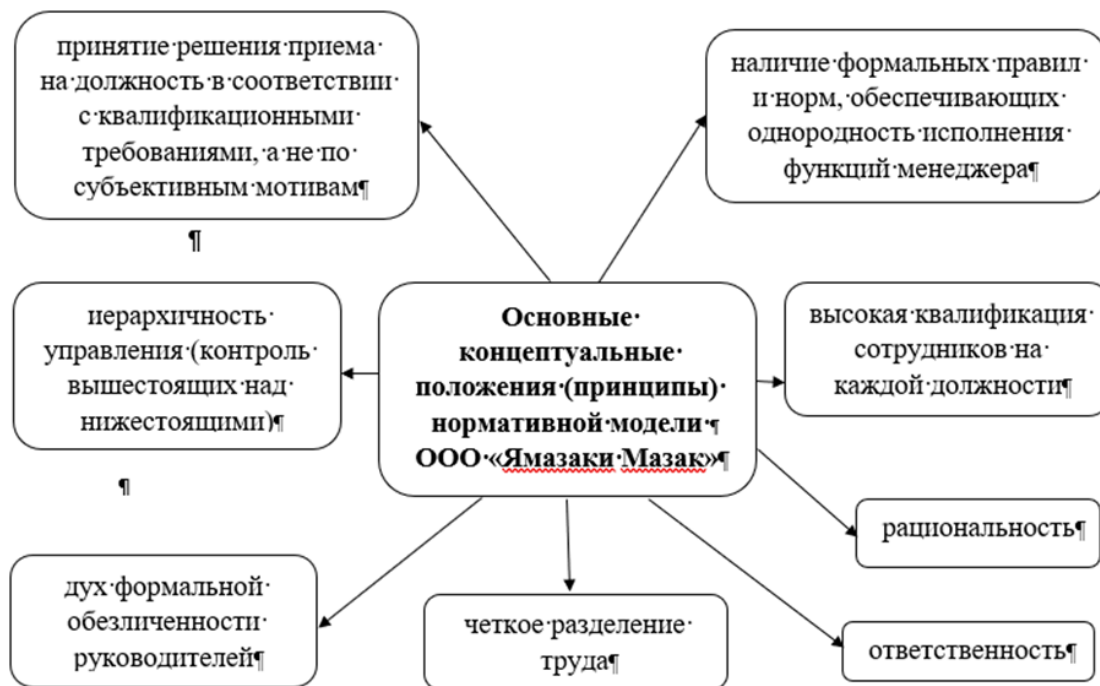 принятие·решения·приема·
на·должность·в·соответствии·
с·квалификационными·
требованиями,·а·не·по·
субъективным·мотивам¶
¶
наличие·формальных·правил·
и·норм,·обеспечивающих·
однородность·исполнения·
функций·менеджера¶
иерархичность·
управления·(контроль·
вышестоящих·над·
нижестоящими)¶
¶
Основные·
концептуальные·
положения·(принципы)·
нормативной·модели·¶
ООО·«Ямазаки·Мазак»¶
высокая·квалификация·
сотрудников·на·
каждой·должности¶
рациональность¶
дух·формальной·
обезличенности·
руководителей¶
четкое·разделение·
труда¶
ответственность¶